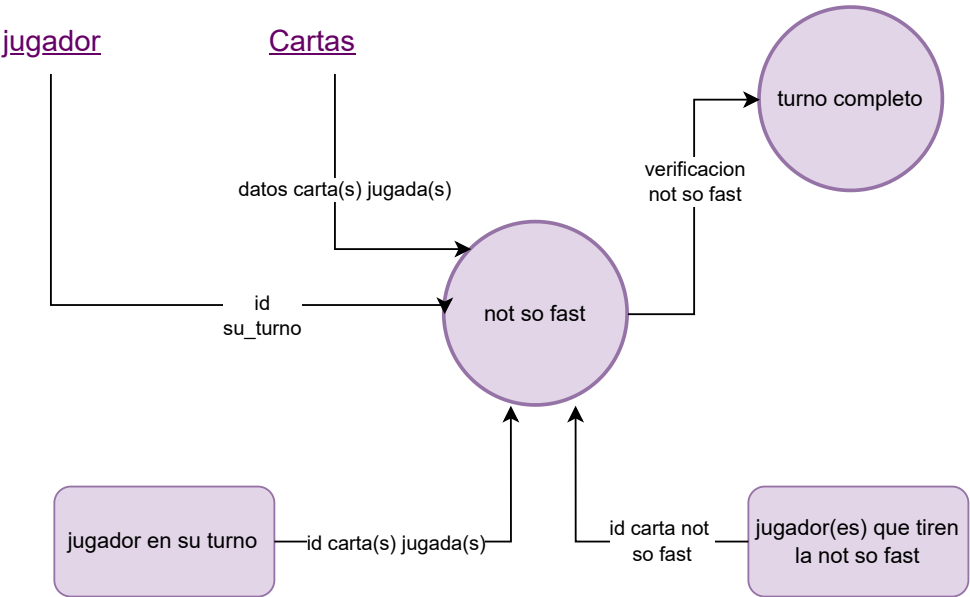 jugador
Cartas
turno completo
verificacion
not so fast
datos carta(s) jugada(s)
id
su_turno
not so fast
jugador en su turno
id carta(s) jugada(s)
id carta not
so fast
jugador(es) que tiren
la not so fast